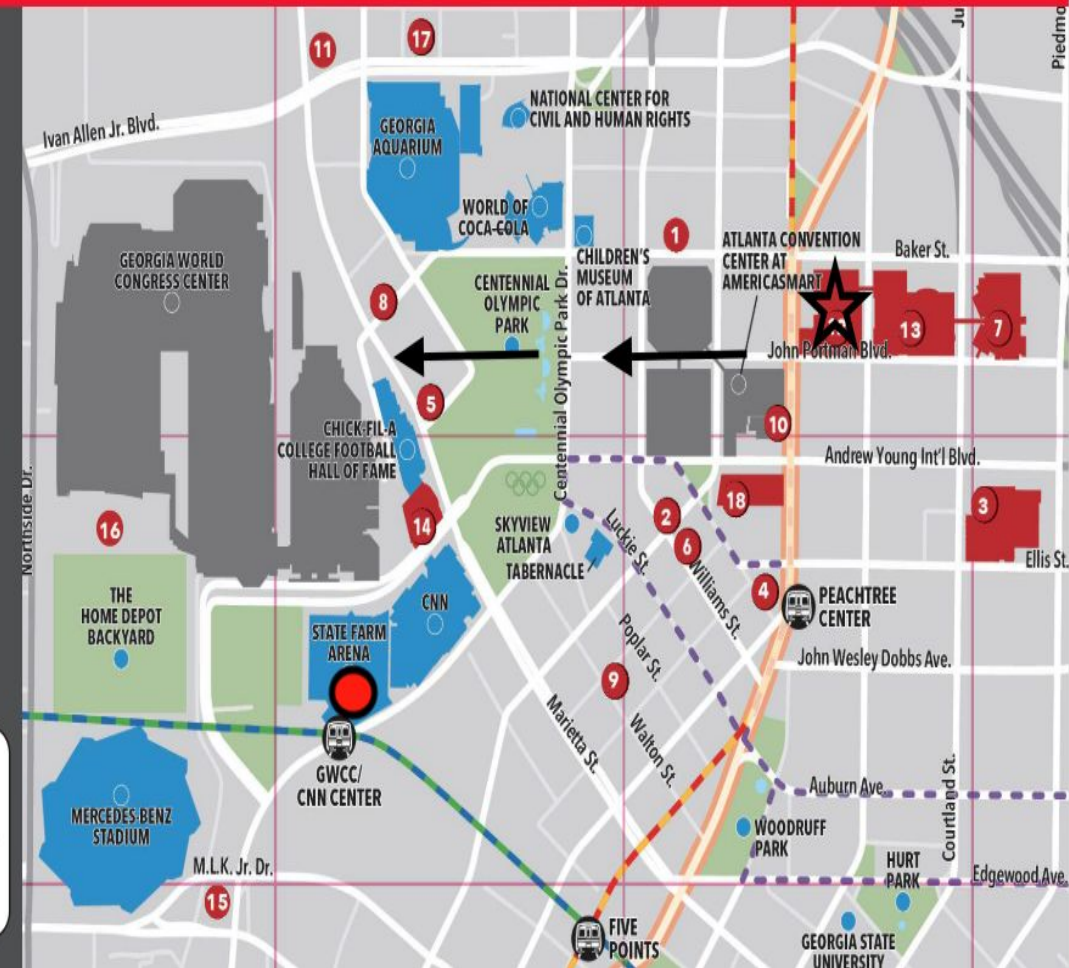 Ju
Piedmo
17
11
Ivan Allen Jr. Blvd.
NATIONAL CENTER FOR
CIVIL AND HUMAN RIGHTS
GEORGIA
AQUARIUM
WORLD OF
COCA-COLA
1
ATLANTA CONVENTION
CENTER AT
AMERICASMART
Baker St.
CHILDREN'S
MUSEUM
OF ATLANTA
GEORGIA WORLD
CONGRESS CENTER
CENTENNIAL
OLYMPIC
PARK
Centennial Olympic Park Dr.
8
13
7
John Portman Blvd.
5
10
CHICK-FIL-A
COLLEGE FOOTBALL
HALL OF FAME
Andrew Young Int'l Blvd.
Northside Dr.
16
14
SKYVIEW
ATLANTA
TABERNACLE
Luckie St.
2
6
18
3
Williams St.
Ellis St.
THE
HOME DEPOT
BACKYARD
CNN
STATE FARM
ARENA
4
PEACHTREE
CENTER
Poplar St.
John Wesley Dobbs Ave.
9
Marietta St.
Walton St.
GWCC/
CNN CENTER
Auburn Ave.
Courtland St.
MERCEDES-BENZ
STADIUM
WOODRUFF
PARK
M.L.K. Jr. Dr.
HURT
PARK
Edgewood Ave.
15
FIVE
POINTS
GEORGIA STATE
UNIVERSITY